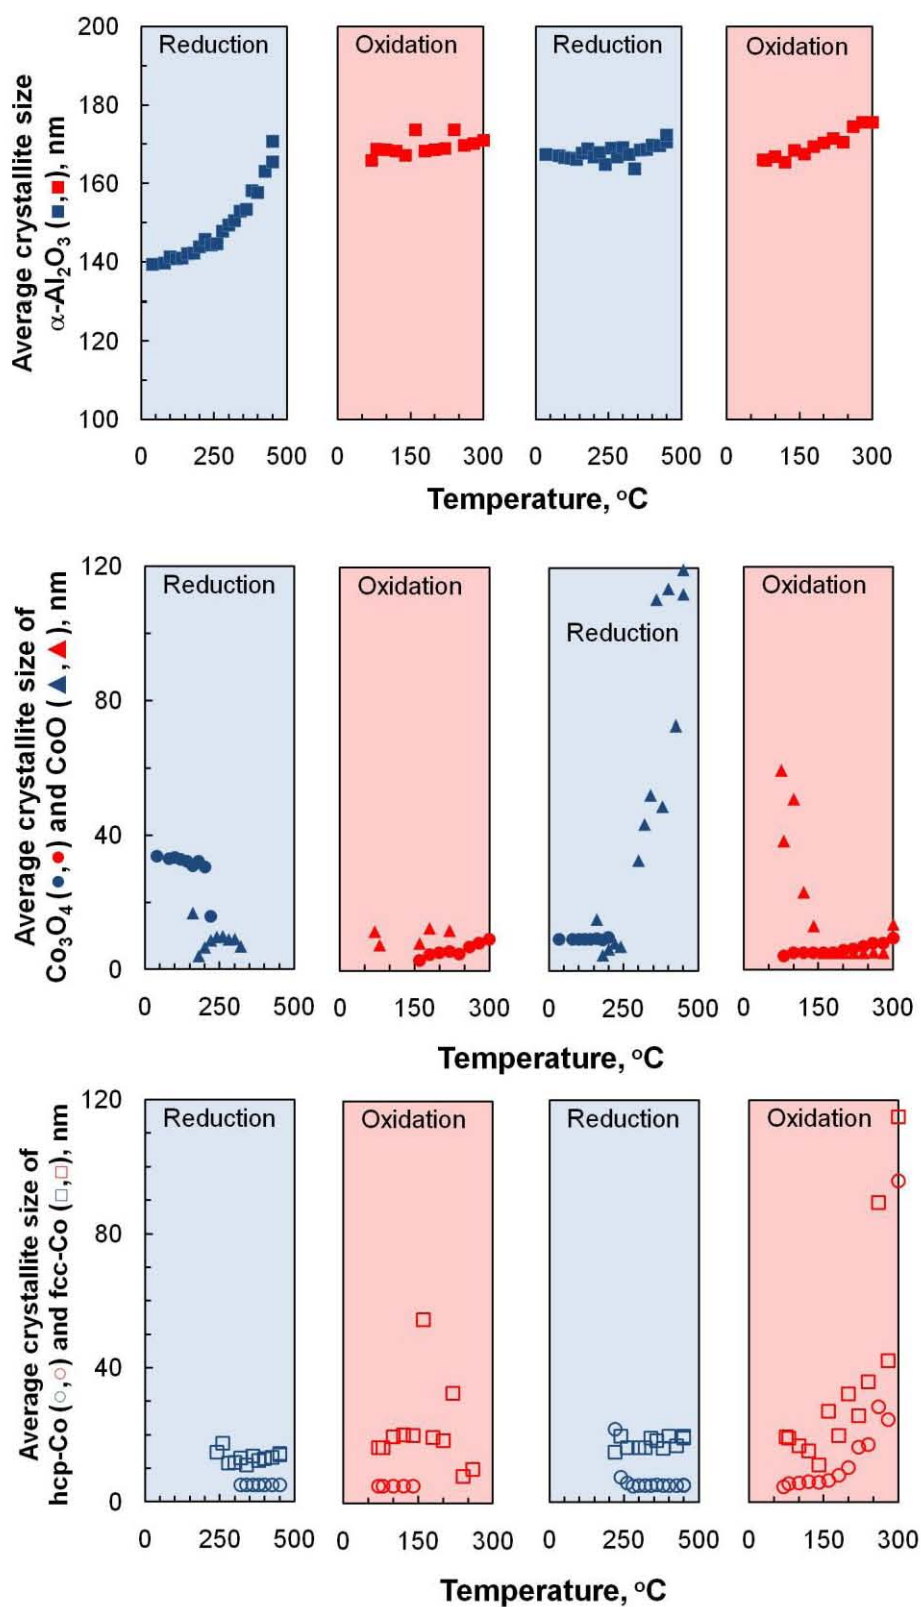 Average crystallite size
α-Al₂O₃ (■,■), nm
200
180
160
140
120
100
Reduction
Oxidation
Reduction
Oxidation
0 250 500
0 150 300
0 250 500
0 150 300
Temperature, °C
Average crystallite size of
Co₃O₄ (●,●) and CoO (▲,▲), nm
120
80
40
0
Reduction
Oxidation
Reduction
Oxidation
0 250 500
0 150 300
0 250 500
0 150 300
Temperature, °C
Average crystallite size of
hcp-Co (○,○) and fcc-Co (□,□), nm
120
80
40
0
Reduction
Oxidation
Reduction
Oxidation
0 250 500
0 150 300
0 250 500
0 150 300
Temperature, °C